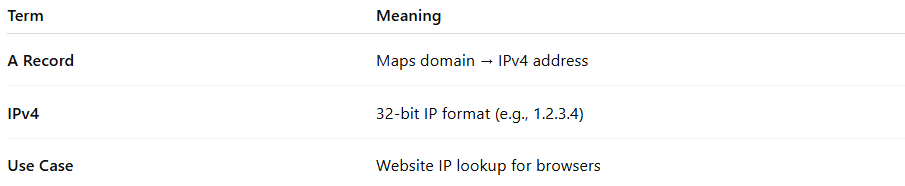 Term Meaning
A Record Maps domain → IPv4 address
IPv4 32-bit IP format (e.g., 1.2.3.4)
Use Case Website IP lookup for browsers